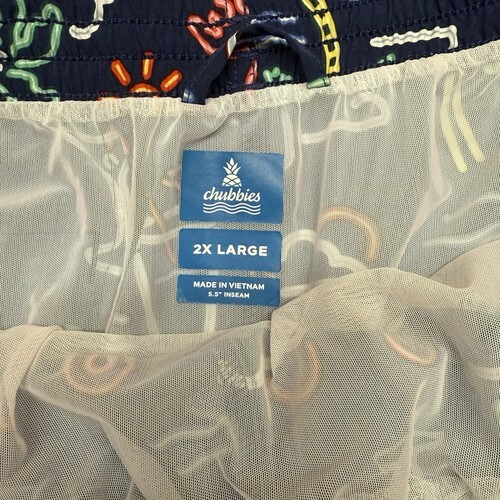 chubbies
2X LARGE
MADE IN VIETNAM
5.5" INSEAM